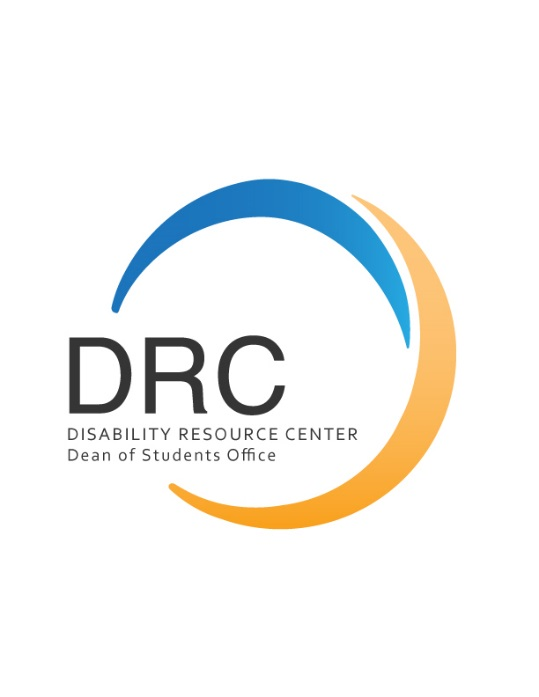 DRC
DISABILITY RESOURCE CENTER
Dean of Students Office